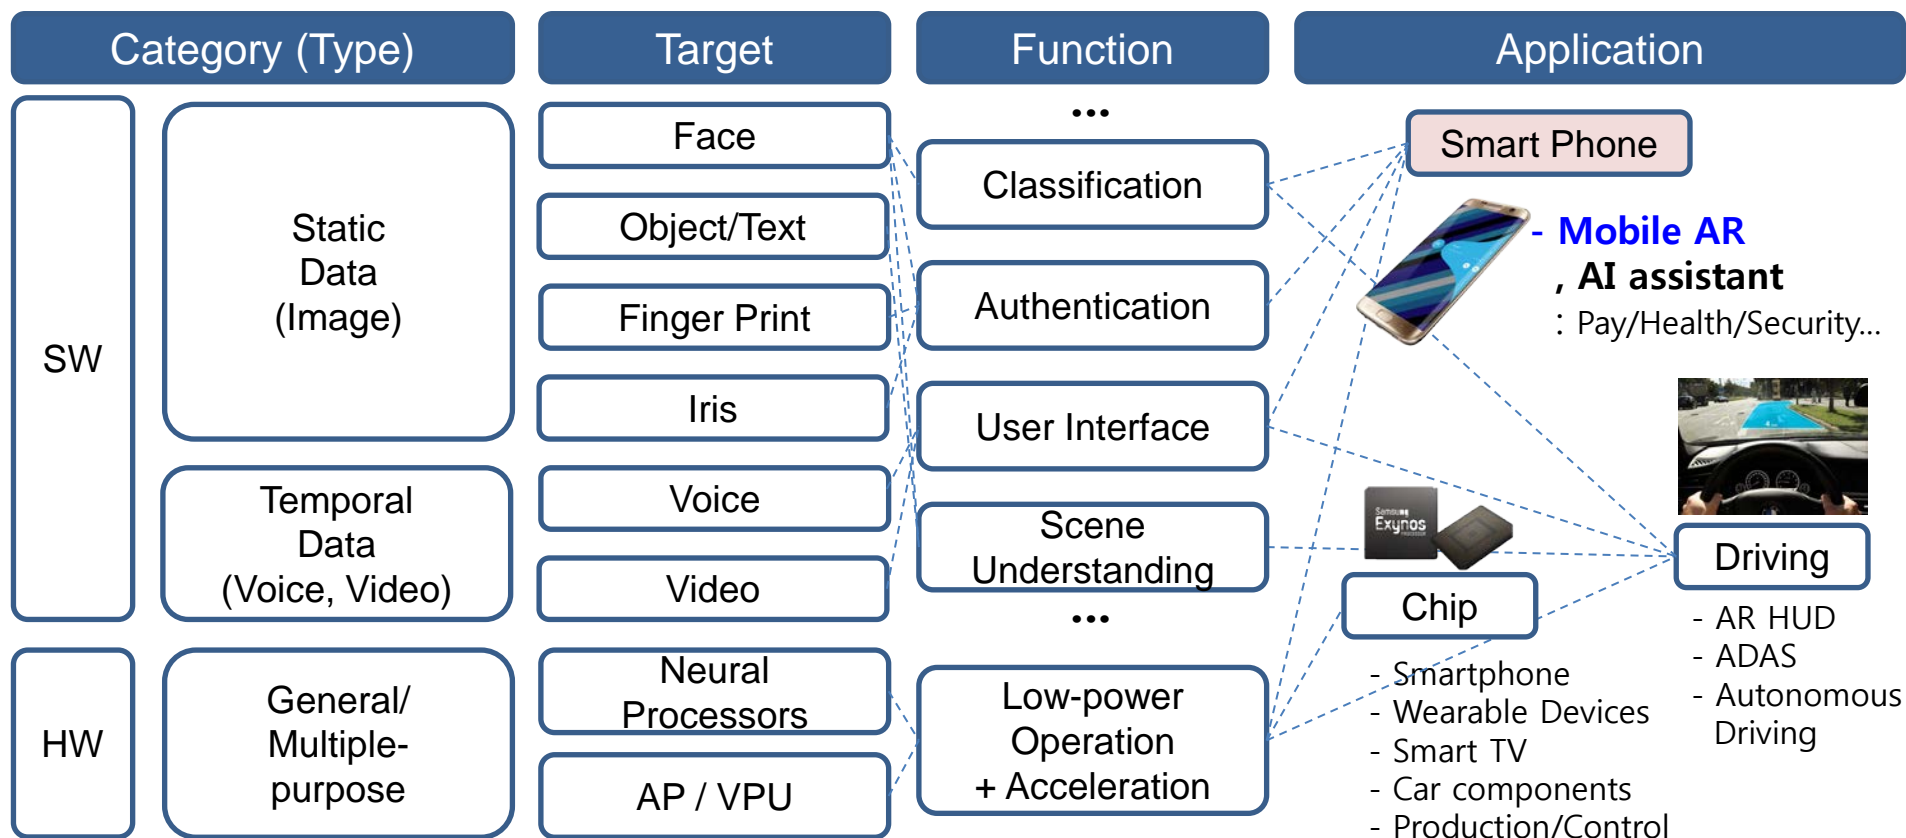 Category (Type)
Target
Function
Application
SW
Static
Data
(Image)
Temporal
Data
(Voice, Video)
HW
General/
Multiple-
purpose
Face
Object/Text
Finger Print
Iris
Voice
Video
Neural
Processors
AP / VPU
...
Classification
Authentication
User Interface
Scene
Understanding
...
Low-power
Operation
+ Acceleration
Smart Phone
- Mobile AR
, AI assistant
: Pay/Health/Security...
SAMSUNG
Exynos
PROCESSOR
Chip
- Smartphone
- Wearable Devices
- Smart TV
- Car components
- Production/Control
Driving
- AR HUD
- ADAS
- Autonomous
Driving